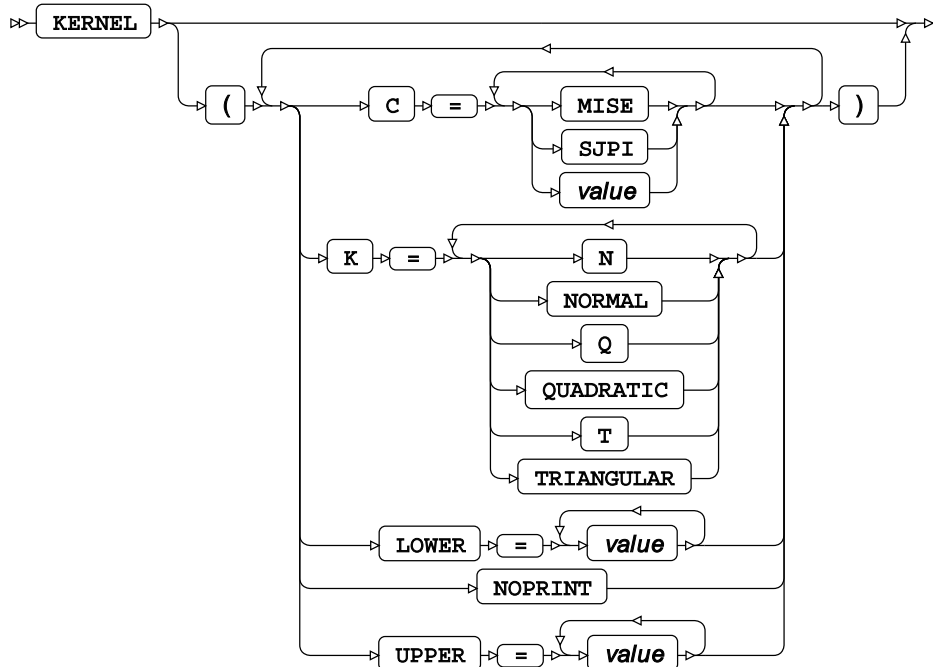 KERNEL
( C = MISE )
SJPI
value
K = N
NORMAL
Q
QUADRATIC
T
TRIANGULAR
LOWER = value
NOPRINT
UPPER = value